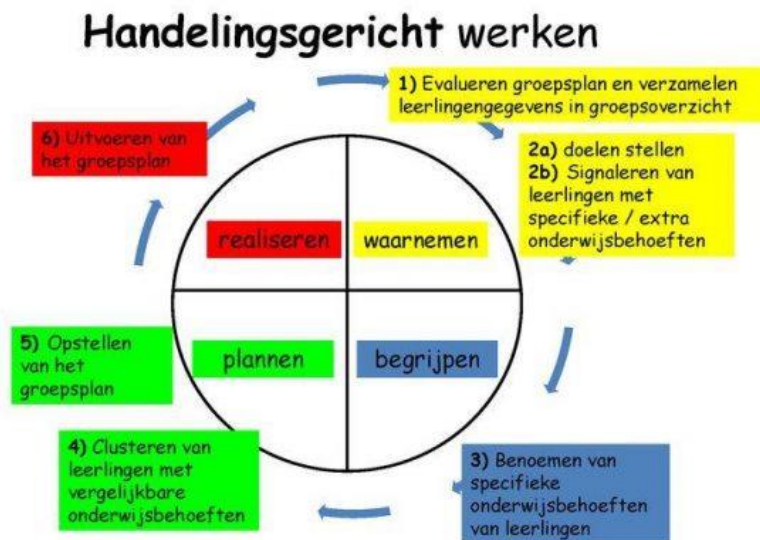 Handelingsgericht werken
1) Evalueren groepsplan en verzamelen
leerlingengegevens in groepsoverzicht
2a) doelen stellen
2b) Signaleren van
leerlingen met
specifieke / extra
onderwijsbehoeften
6) Uitvoeren van
het groepsplan
realiseren
waarnemen
plannen
begrijpen
5) Opstellen
van het
groepsplan
4) Clusteren van
leerlingen met
vergelijkbare
onderwijsbehoeften
3) Benoemen van
specifieke
onderwijsbehoeften
van leerlingen